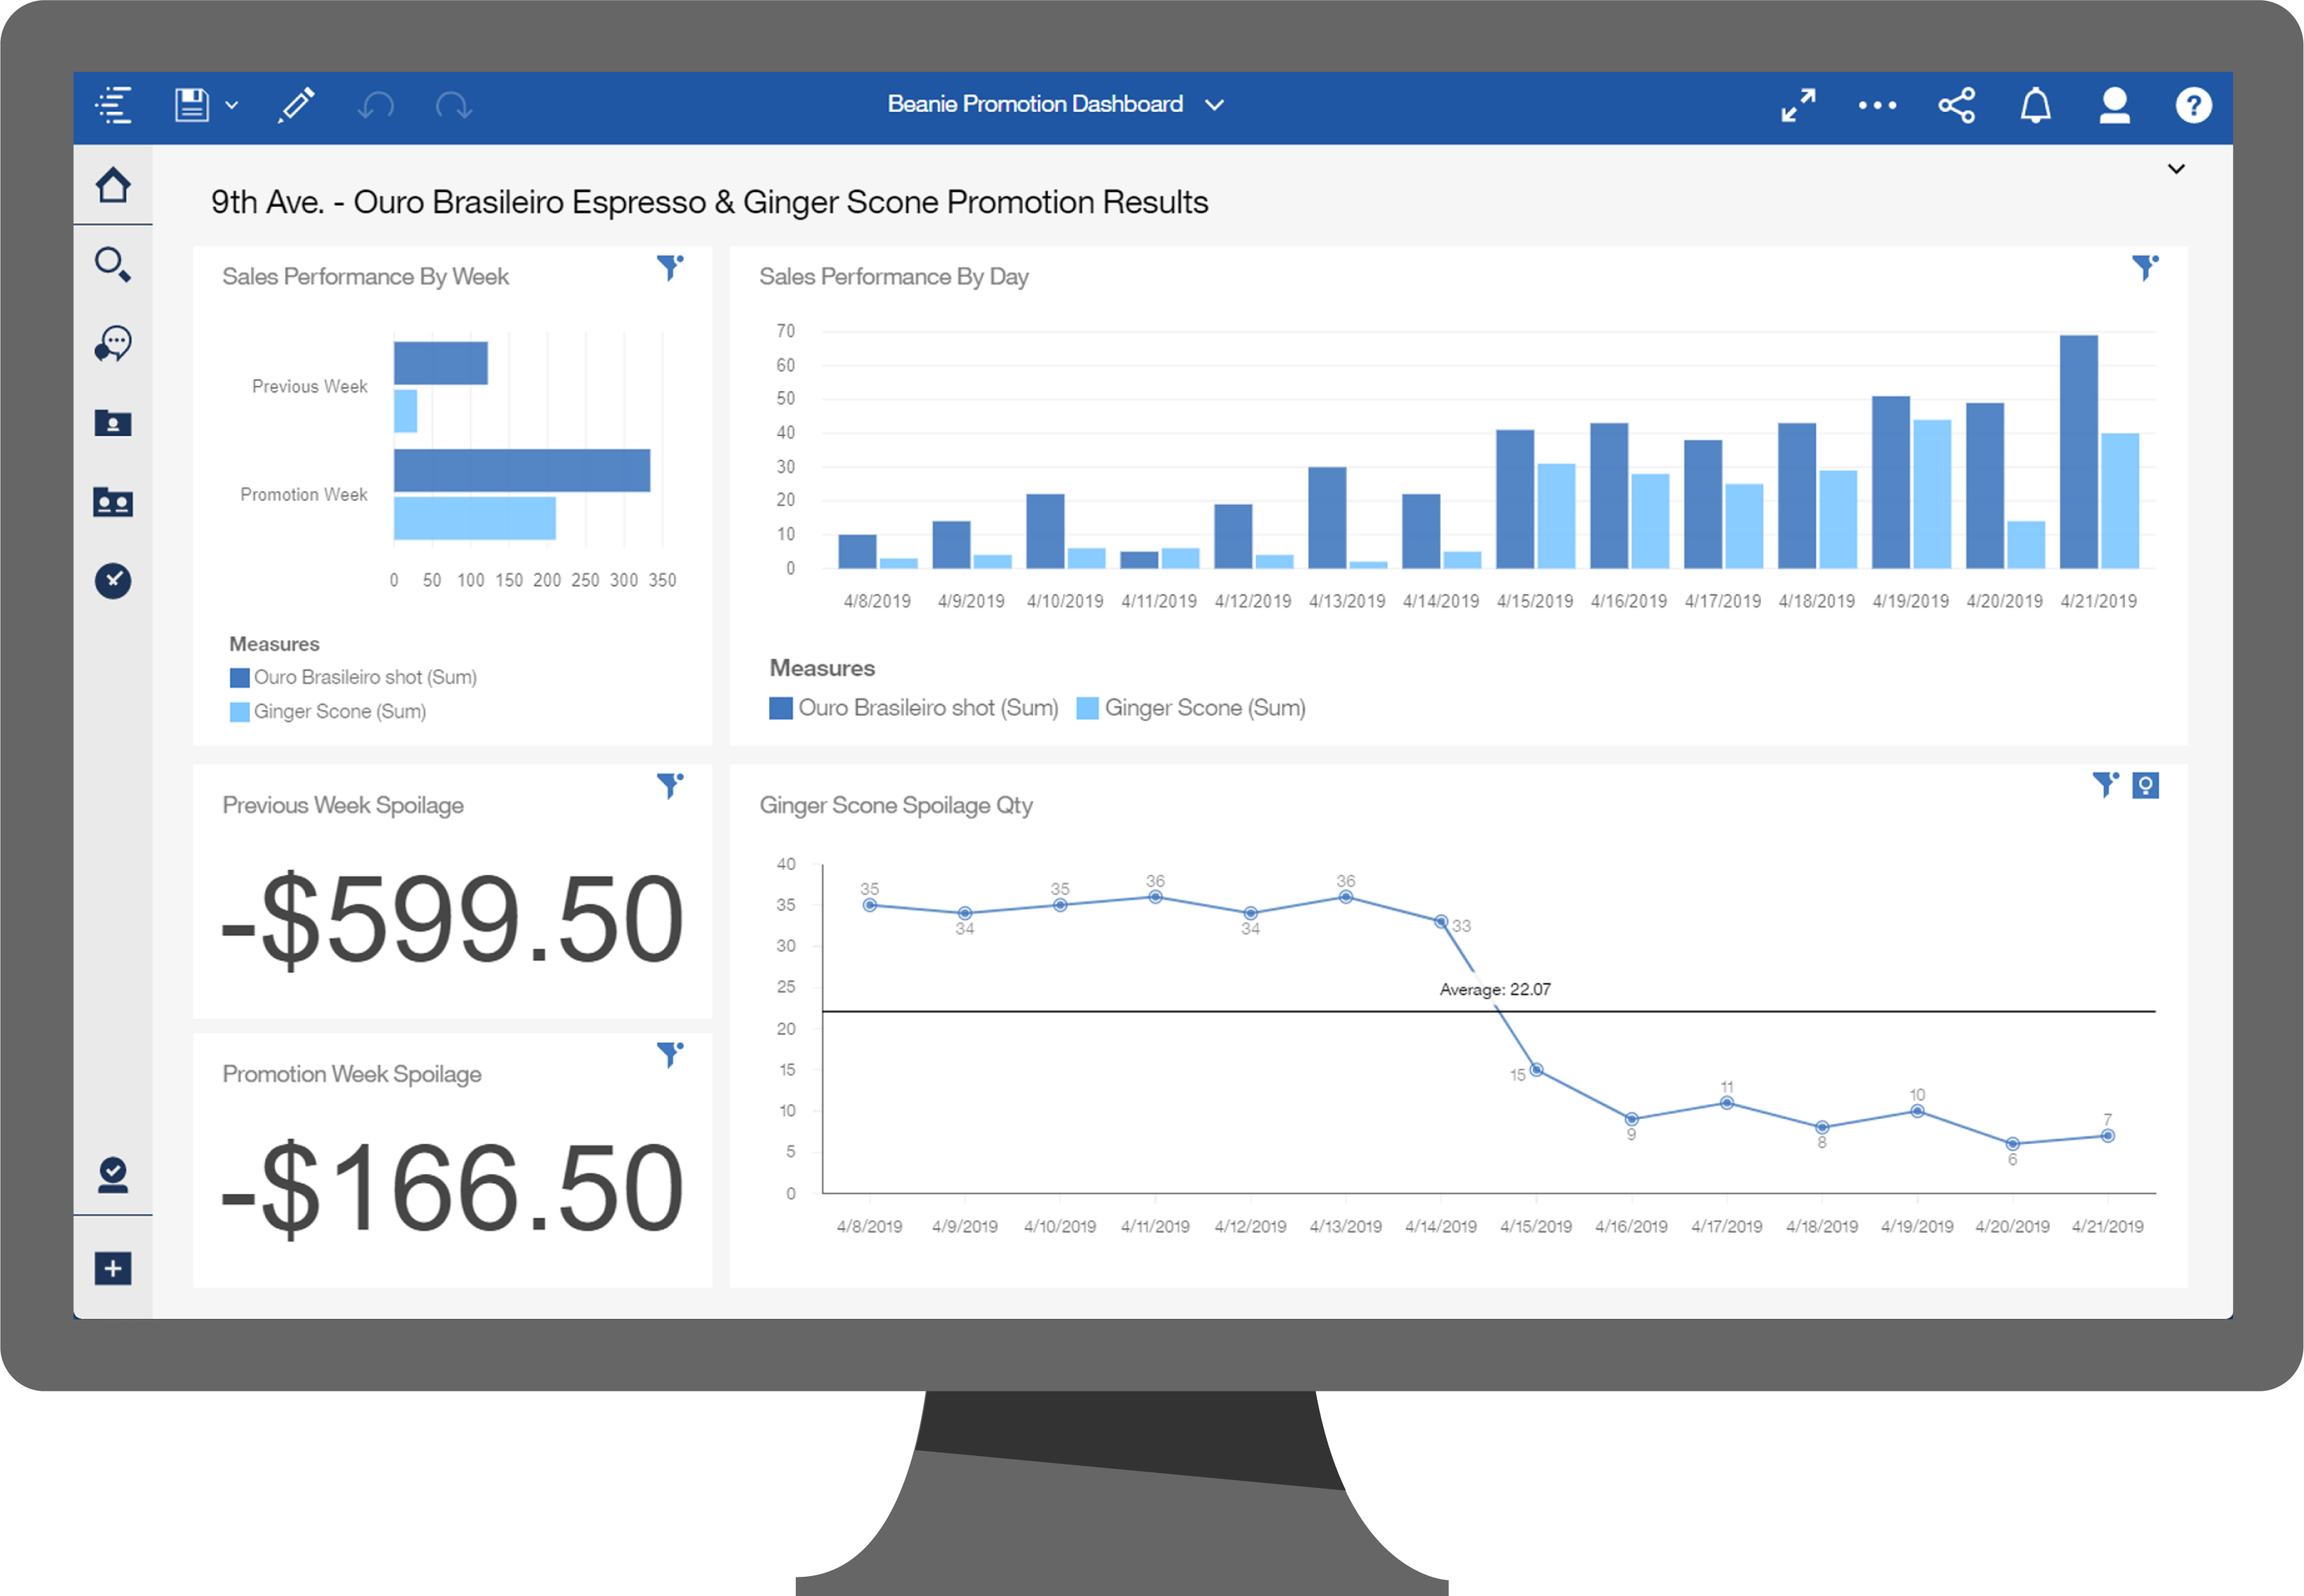 Beanie Promotion Dashboard
?
9th Ave. - Ouro Brasileiro Espresso & Ginger Scone Promotion Results
Sales Performance By Week
Previous Week
Promotion Week
0 50 100 150 200 250 300 350
Measures
Ouro Brasileiro shot (Sum)
Ginger Scone (Sum)
Sales Performance By Day
70
60
50
40
30
20
10
0
4/8/2019 4/9/2019 4/10/2019 4/11/2019 4/12/2019 4/13/2019 4/14/2019 4/15/2019 4/16/2019 4/17/2019 4/18/2019 4/19/2019 4/20/2019 4/21/2019
Measures
Ouro Brasileiro shot (Sum) Ginger Scone (Sum)
Previous Week Spoilage
-$599.50
Promotion Week Spoilage
-$166.50
Ginger Scone Spoilage Qty
40
35
30
25
20
15
10
5
0
35 34 35 36 34 36 33 15 9 11 8 10 6 7
Average: 22.07
4/8/2019 4/9/2019 4/10/2019 4/11/2019 4/12/2019 4/13/2019 4/14/2019 4/15/2019 4/16/2019 4/17/2019 4/18/2019 4/19/2019 4/20/2019 4/21/2019